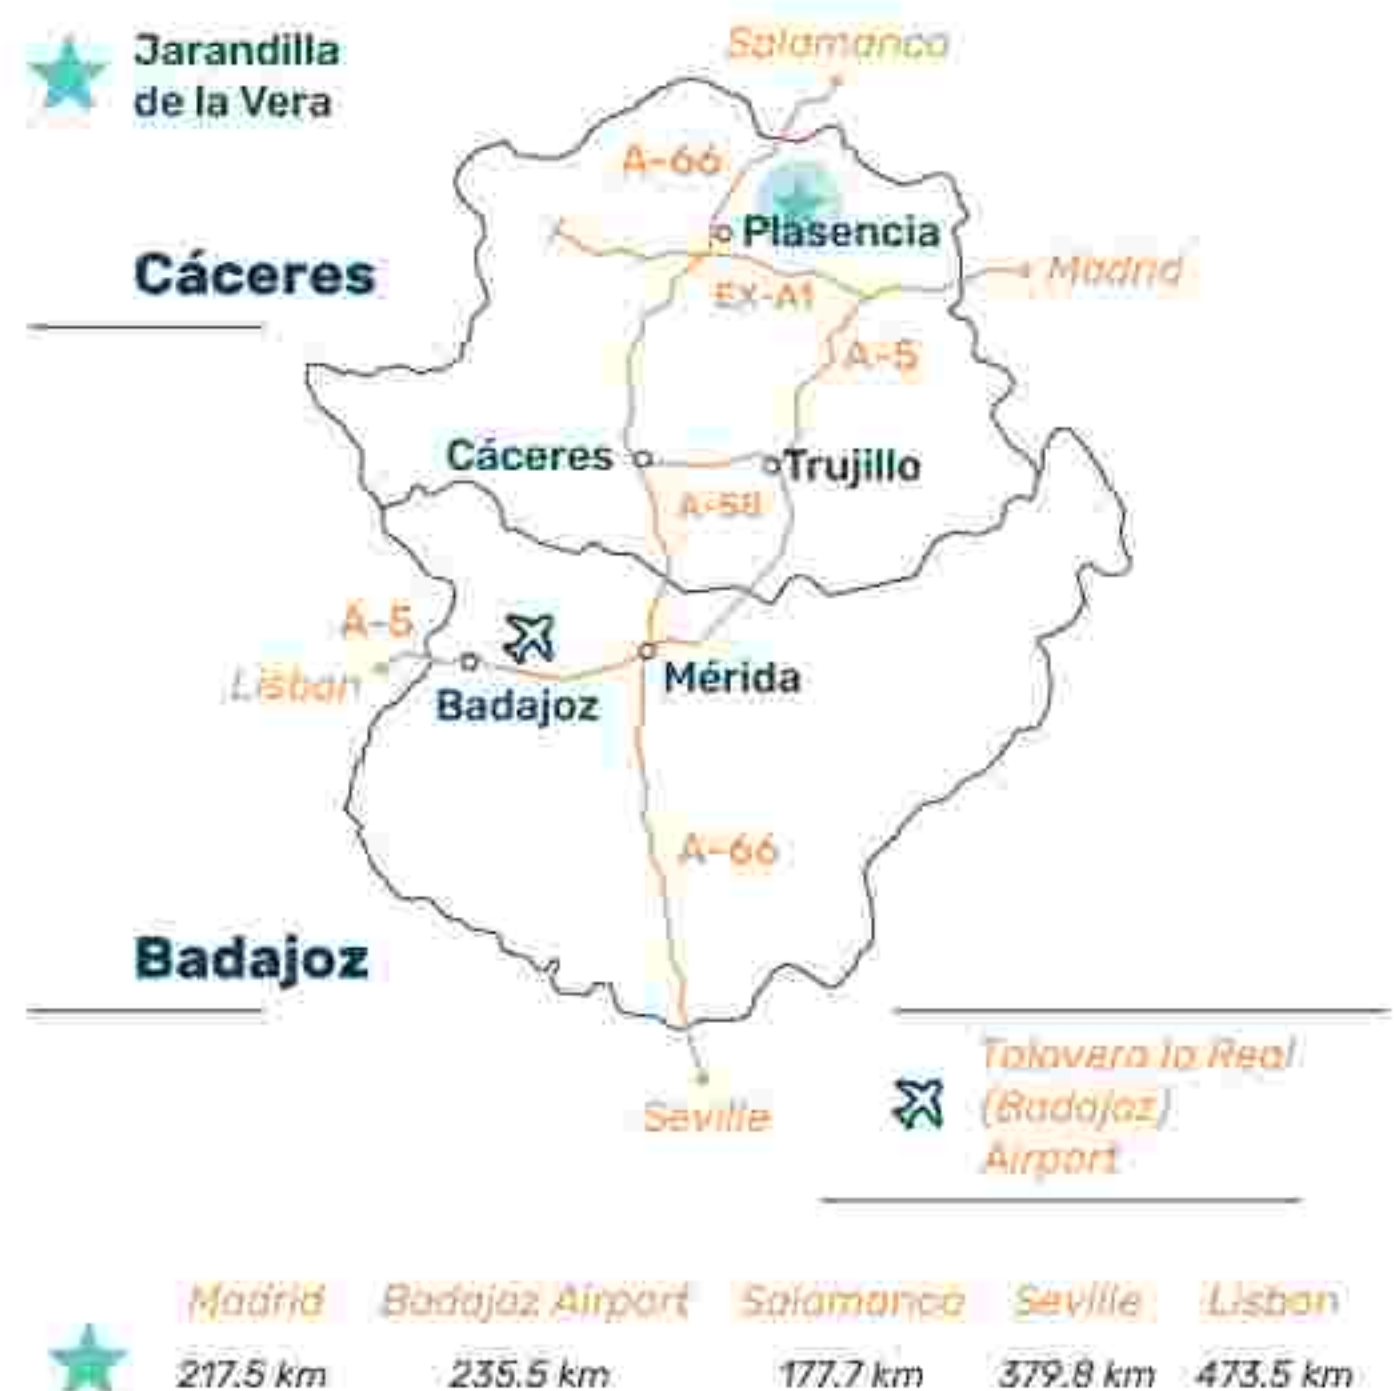 Jarandilla
de la Vera
Salamanca
A-66
Plasencia
Cáceres
Madrid
EX-A1
A-5
Cáceres
Trujillo
A-58
A-5
Lisbon
Mérida
Badajoz
A-66
Badajoz
Talavera la Real
(Badajoz)
Airport
Seville
Madrid Badajoz Airport Salamanca Seville Lisbon
217.5 km 235.5 km 177.7 km 379.8 km 473.5 km